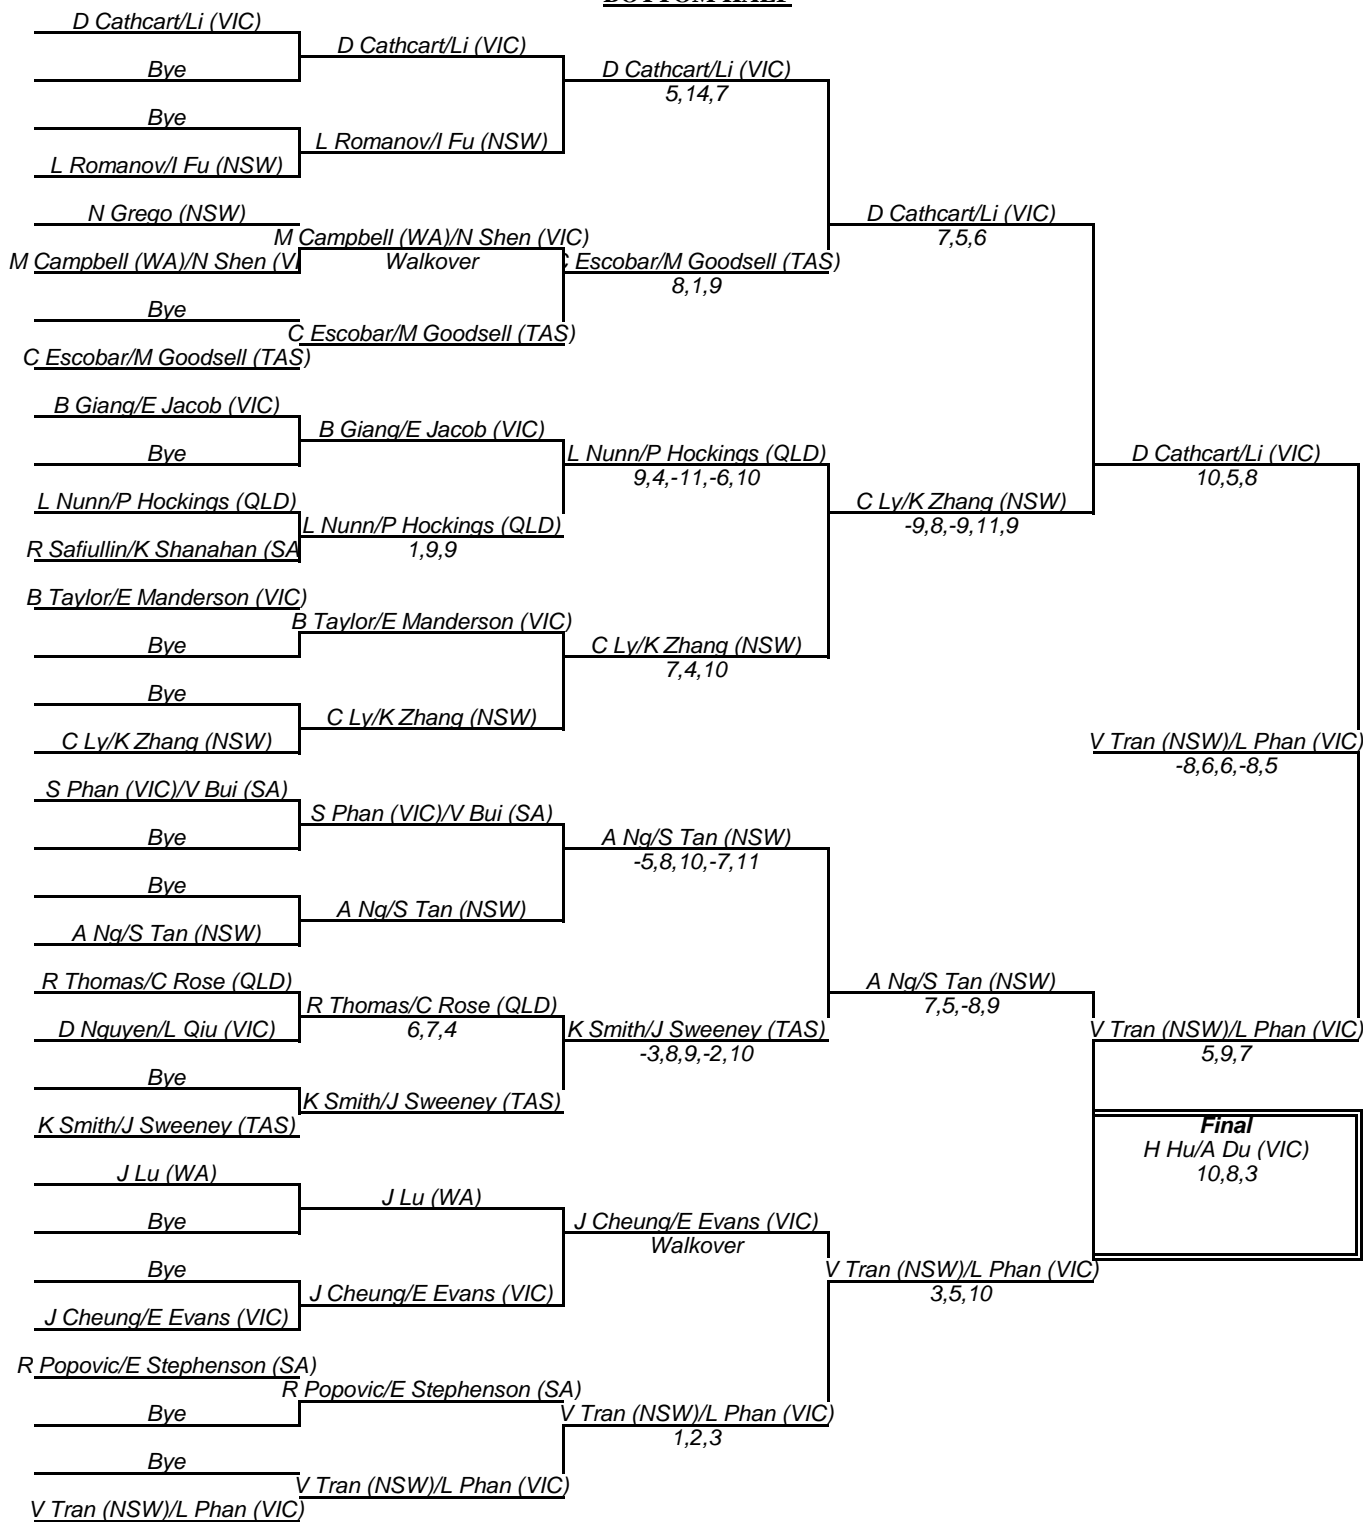 D Cathcart/Li (VIC)
Bye
Bye
L Romanov/I Fu (NSW)
N Grego (NSW)
M Campbell (WA)/N Shen (VI
Bye
C Escobar/M Goodsell (TAS)
B Giang/E Jacob (VIC)
Bye
L Nunn/P Hockings (QLD)
R Safiullin/K Shanahan (SA
B Taylor/E Manderson (VIC)
Bye
Bye
C Ly/K Zhang (NSW)
S Phan (VIC)/V Bui (SA)
Bye
Bye
A Ng/S Tan (NSW)
R Thomas/C Rose (QLD)
D Nguyen/L Qiu (VIC)
Bye
K Smith/J Sweeney (TAS)
J Lu (WA)
Bye
Bye
J Cheung/E Evans (VIC)
R Popovic/E Stephenson (SA)
Bye
Bye
V Tran (NSW)/L Phan (VIC)
D Cathcart/Li (VIC)
L Romanov/I Fu (NSW)
M Campbell (WA)/N Shen (VIC)
Walkover
C Escobar/M Goodsell (TAS)
B Giang/E Jacob (VIC)
L Nunn/P Hockings (QLD)
1,9,9
B Taylor/E Manderson (VIC)
C Ly/K Zhang (NSW)
S Phan (VIC)/V Bui (SA)
A Ng/S Tan (NSW)
R Thomas/C Rose (QLD)
6,7,4
K Smith/J Sweeney (TAS)
J Lu (WA)
J Cheung/E Evans (VIC)
R Popovic/E Stephenson (SA)
V Tran (NSW)/L Phan (VIC)
D Cathcart/Li (VIC)
5,14,7
Escobar/M Goodsell (TAS)
8,1,9
L Nunn/P Hockings (QLD)
9,4,-11,-6,10
C Ly/K Zhang (NSW)
7,4,10
A Ng/S Tan (NSW)
-5,8,10,-7,11
K Smith/J Sweeney (TAS)
-3,8,9,-2,10
J Cheung/E Evans (VIC)
Walkover
V Tran (NSW)/L Phan (VIC)
1,2,3
D Cathcart/Li (VIC)
7,5,6
C Ly/K Zhang (NSW)
-9,8,-9,11,9
A Ng/S Tan (NSW)
7,5,-8,9
V Tran (NSW)/L Phan (VIC)
3,5,10
D Cathcart/Li (VIC)
10,5,8
V Tran (NSW)/L Phan (VIC)
-8,6,6,-8,5
V Tran (NSW)/L Phan (VIC)
5,9,7
Final
H Hu/A Du (VIC)
10,8,3